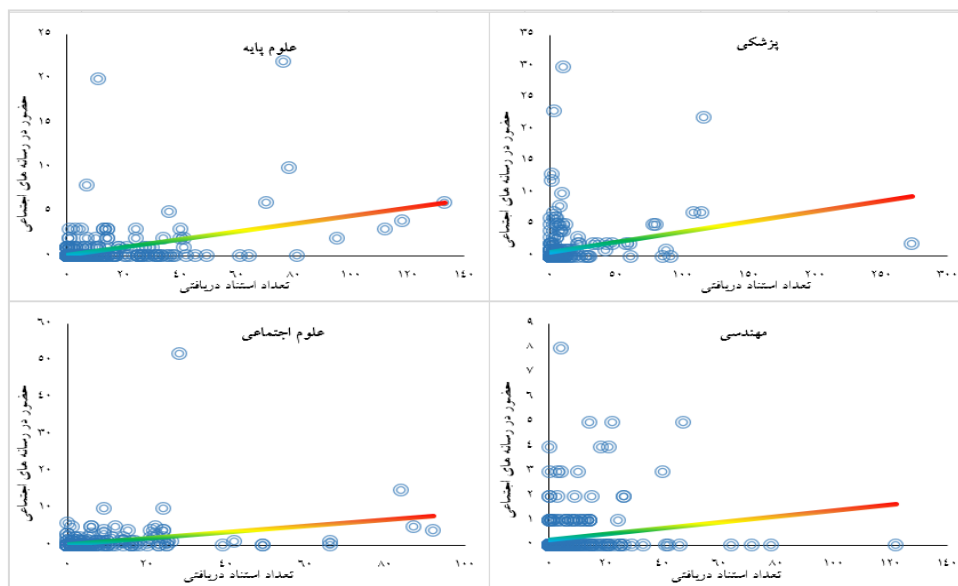 علوم پایه
حضور در رسانه های اجتماعی
۲۵
۲۰
۱۵
۱۰
۵
۰
۰ ۲۰ ۴۰ ۶۰ ۸۰ ۱۰۰ ۱۲۰ ۱۴۰
تعداد استناد دریافتی
پزشکی
حضور در رسانه های اجتماعی
۳۵
۳۰
۲۵
۲۰
۱۵
۱۰
۵
۰
۰ ۵۰ ۱۰۰ ۱۵۰ ۲۰۰ ۲۵۰ ۳۰۰
تعداد استناد دریافتی
علوم اجتماعی
حضور در رسانه های اجتماعی
۶۰
۵۰
۴۰
۳۰
۲۰
۱۰
۰
۰ ۲۰ ۴۰ ۶۰ ۸۰ ۱۰۰
تعداد استناد دریافتی
مهندسی
حضور در رسانه های اجتماعی
۹
۸
۷
۶
۵
۴
۳
۲
۱
۰
۰ ۲۰ ۴۰ ۶۰ ۸۰ ۱۰۰ ۱۲۰ ۱۴۰
تعداد استناد دریافتی